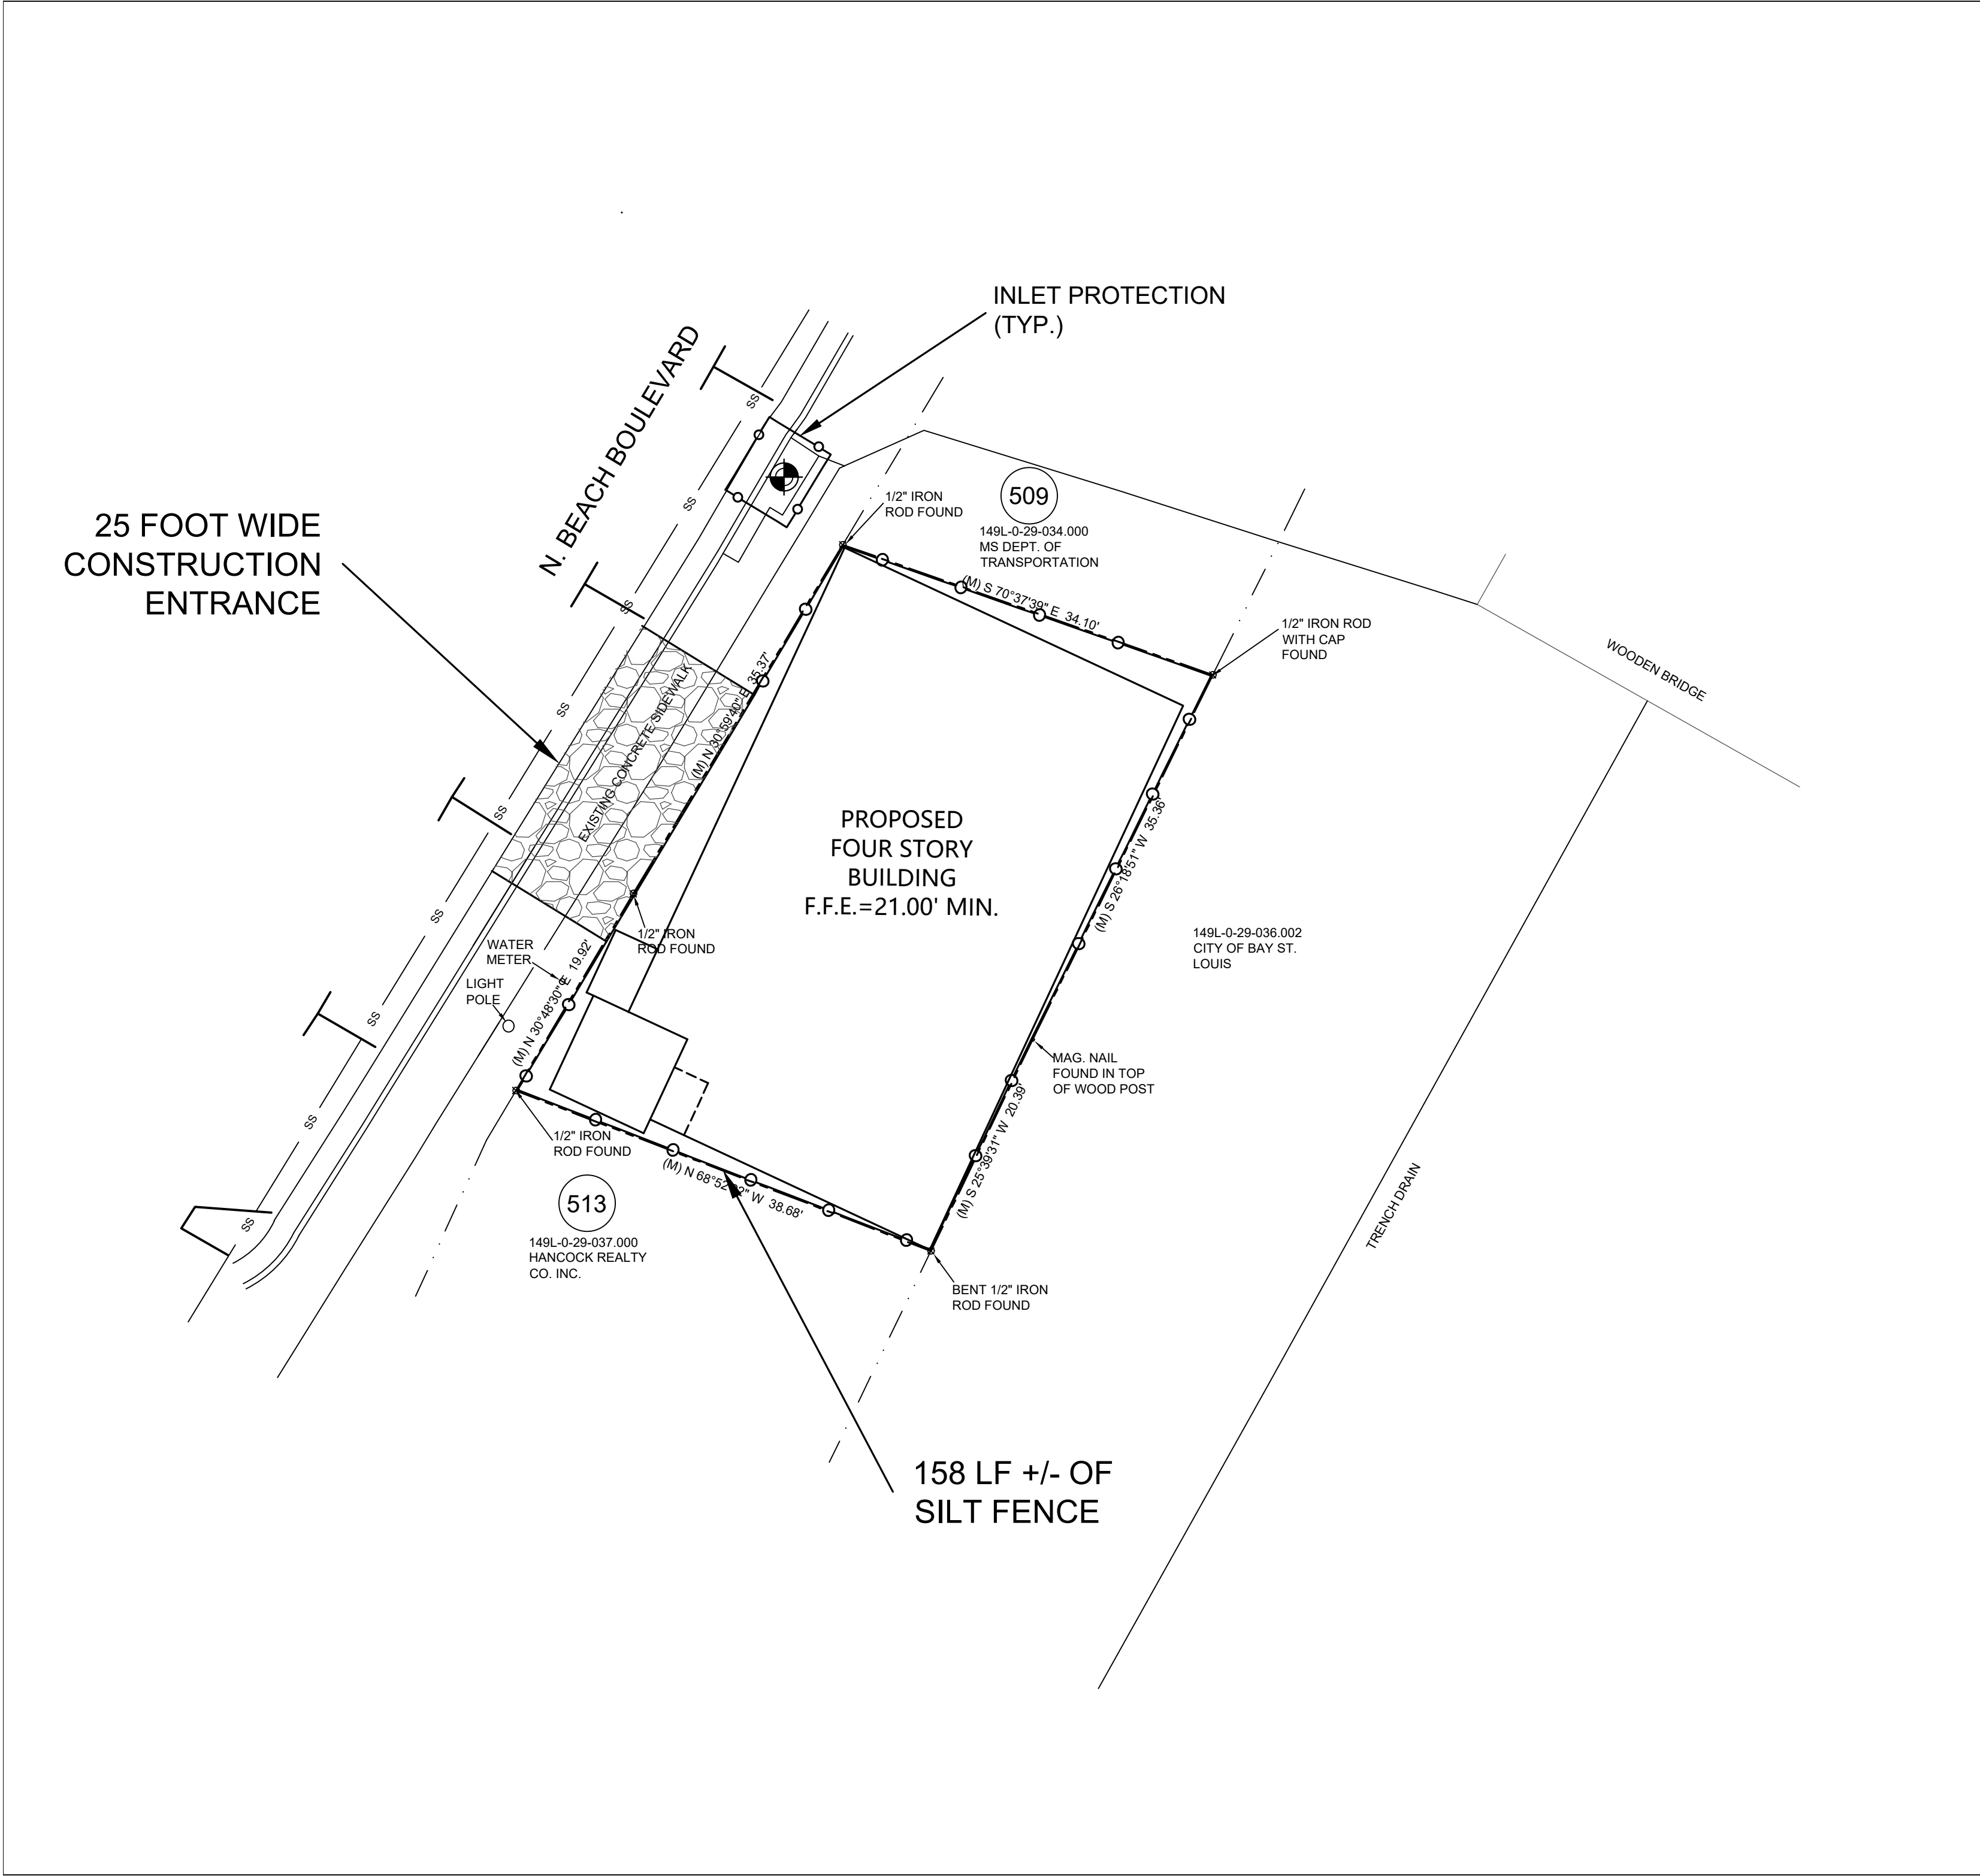 INLET PROTECTION
(TYP.)
N. BEACH BOULEVARD
25 FOOT WIDE
CONSTRUCTION
ENTRANCE
SS
SS
SS
SS
SS
SS
SS
SS
SS
1/2" IRON
ROD FOUND
509
149L-0-29-034.000
MS DEPT. OF
TRANSPORTATION
(M) S 70°37'39" E 34.10'
1/2" IRON ROD
WITH CAP
FOUND
WOODEN BRIDGE
EXISTING CONCRETE SIDEWALK
(M) N 30°59'40" E 35.37'
PROPOSED
FOUR STORY
BUILDING
F.F.E.=21.00' MIN.
(M) S 26°18'51" W 35.36'
149L-0-29-036.002
CITY OF BAY ST.
LOUIS
1/2" IRON
ROD FOUND
WATER
METER
LIGHT
POLE
(M) N 30°48'30" E 19.92'
MAG. NAIL
FOUND IN TOP
OF WOOD POST
(M) S 25°39'31" W 20.39'
1/2" IRON
ROD FOUND
(M) N 68°52' W 38.68'
513
149L-0-29-037.000
HANCOCK REALTY
CO. INC.
TRENCH DRAIN
BENT 1/2" IRON
ROD FOUND
158 LF +/- OF
SILT FENCE